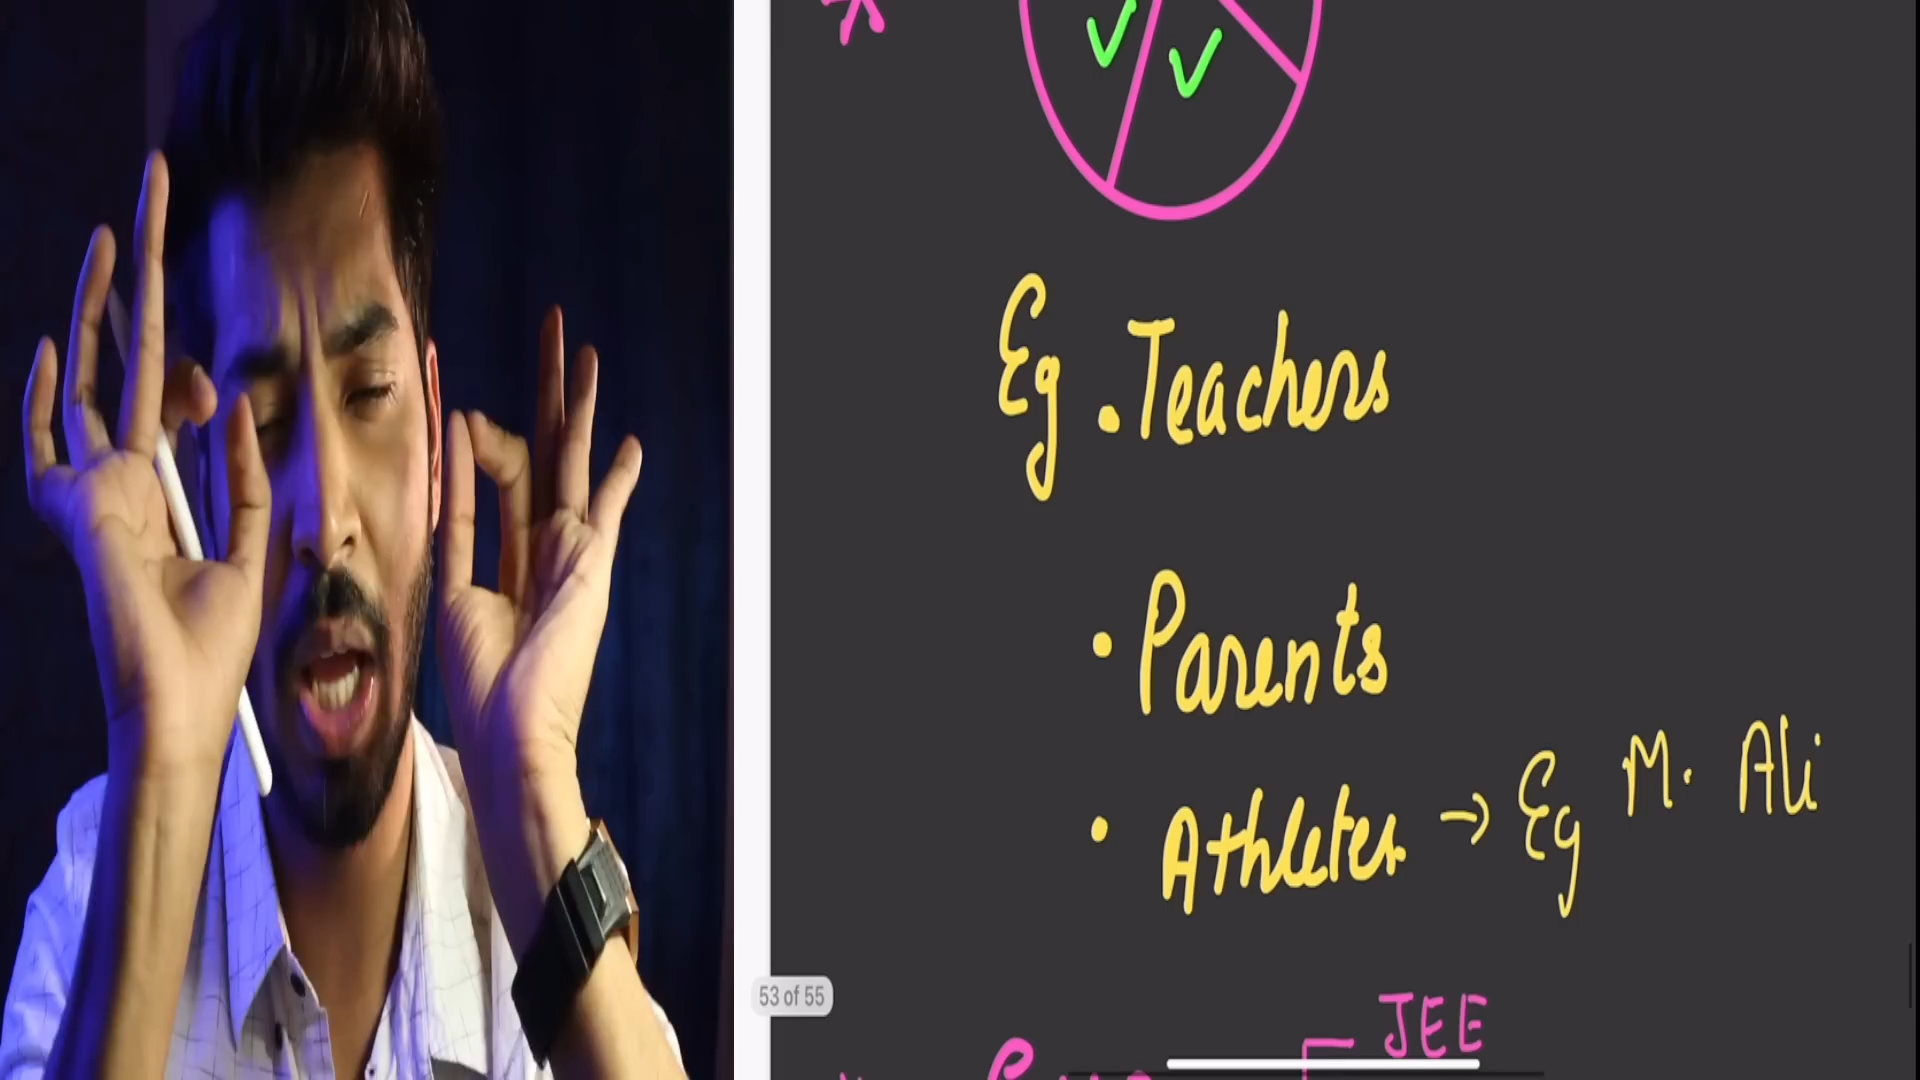 Eg • Teachers
• Parents
• Athletes → Eg M. Ali
53 of 55
JEE